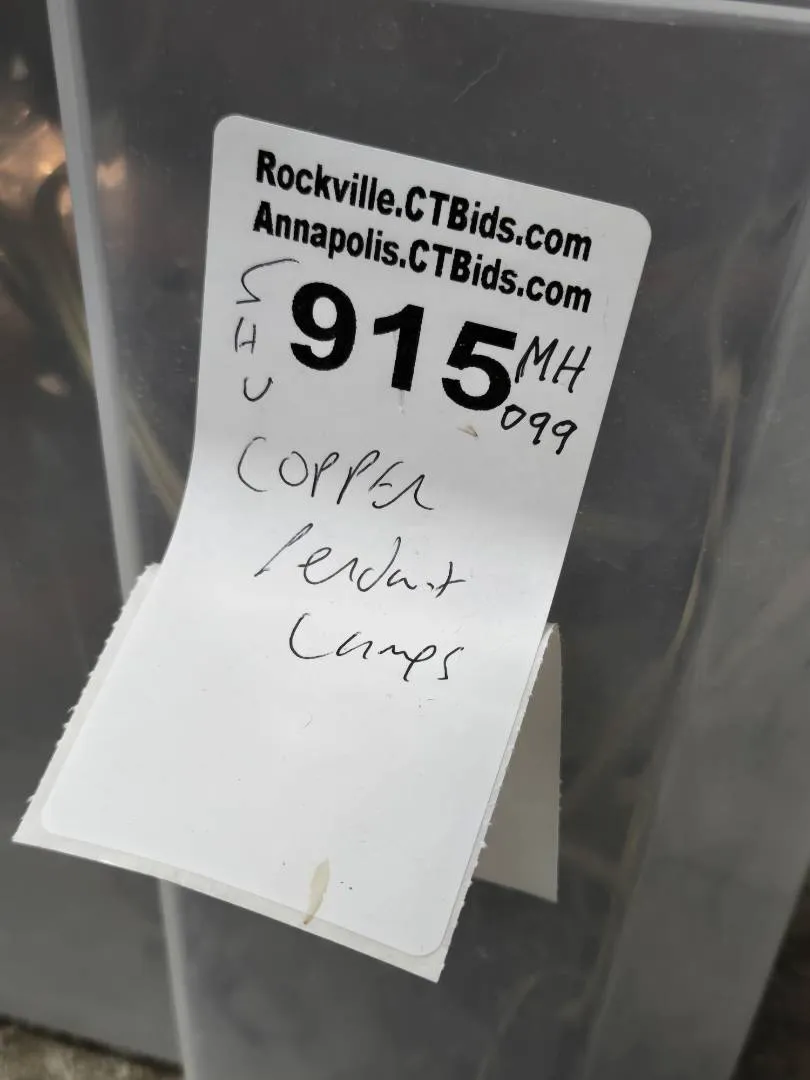 Rockville.CTBids.com
Annapolis.CTBids.com
SHU
915
MH
099
COPPER
Pendant
Lamps